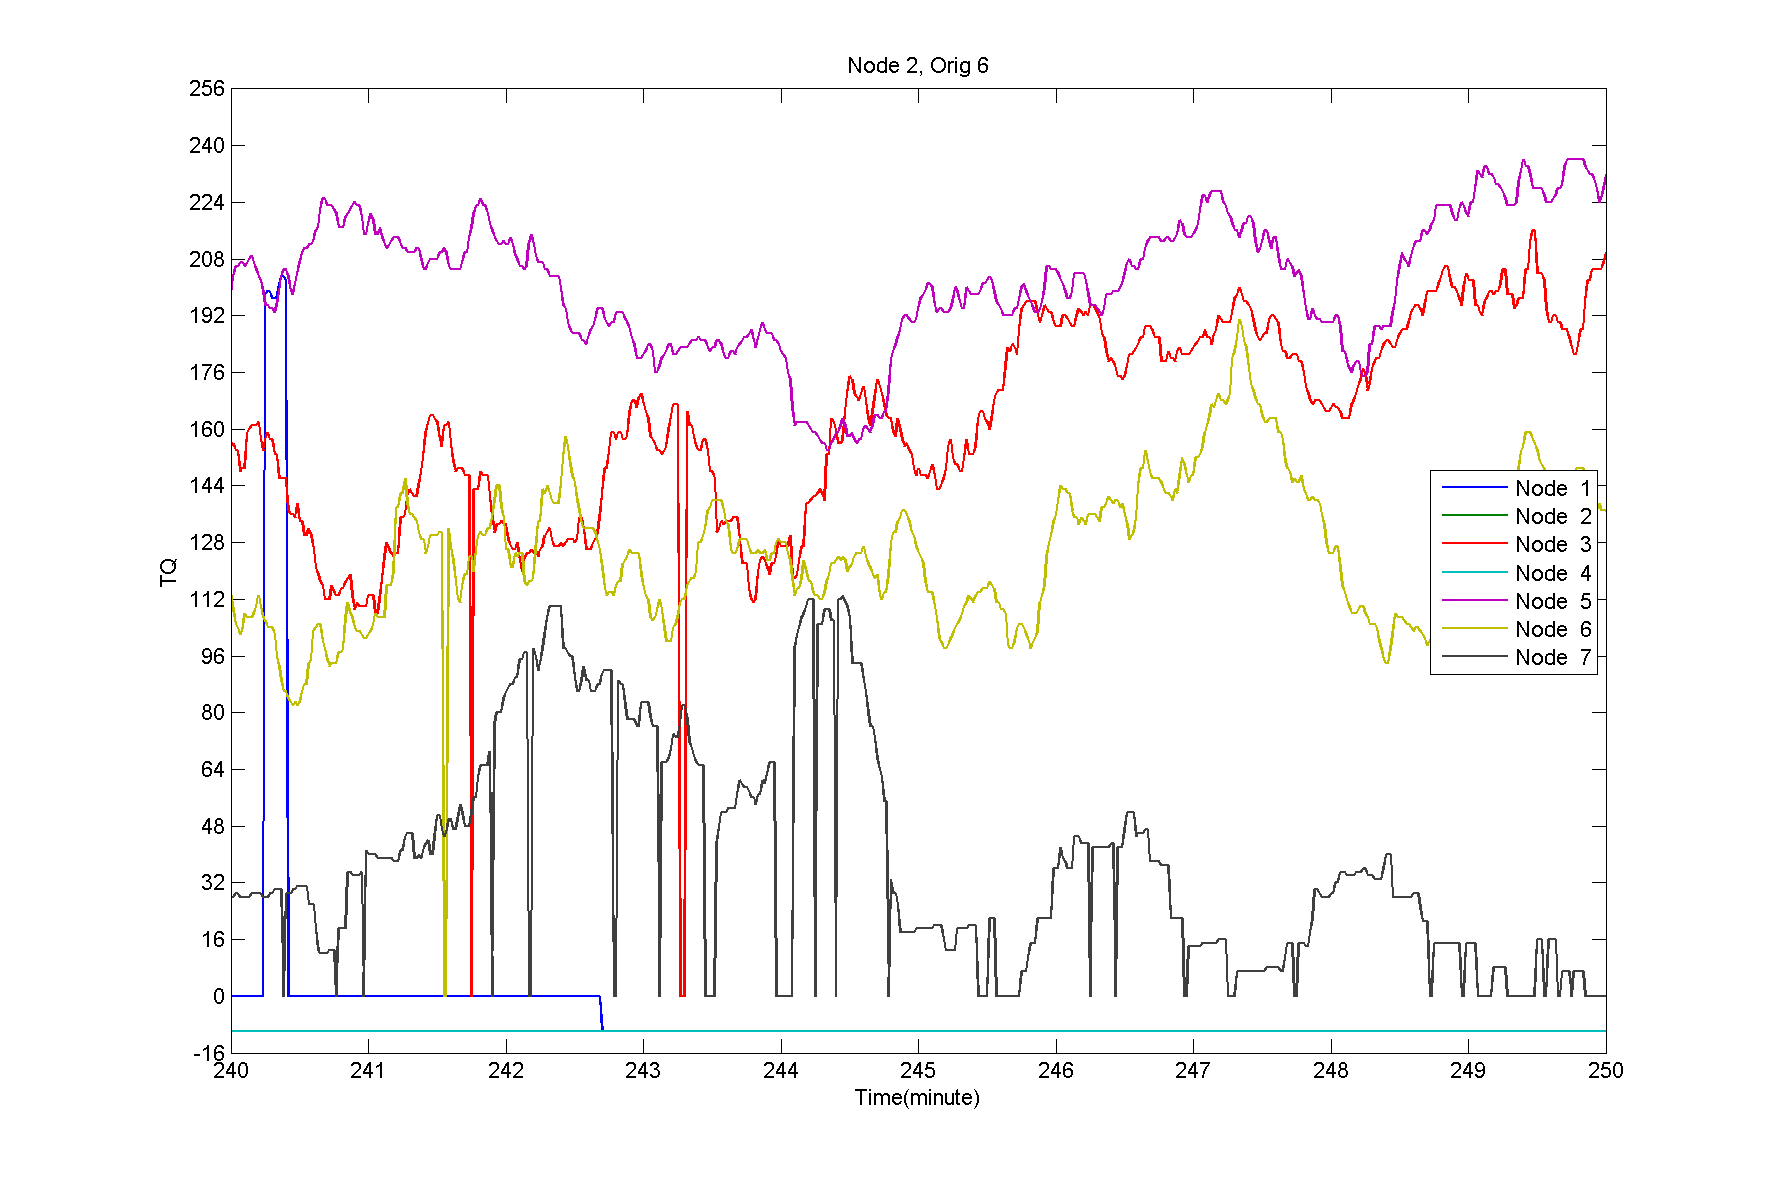 Node 2, Orig 6
256
240
224
208
192
176
160
144
128
112
96
80
64
48
32
16
0
-16
TQ
240 241 242 243 244 245 246 247 248 249 250
Time(minute)
Node 1
Node 2
Node 3
Node 4
Node 5
Node 6
Node 7